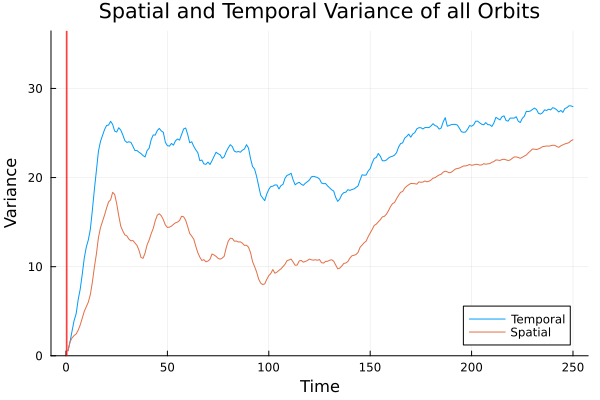 Spatial and Temporal Variance of all Orbits
Variance
30
20
10
0
0 50 100 150 200 250
Time
Temporal
Spatial